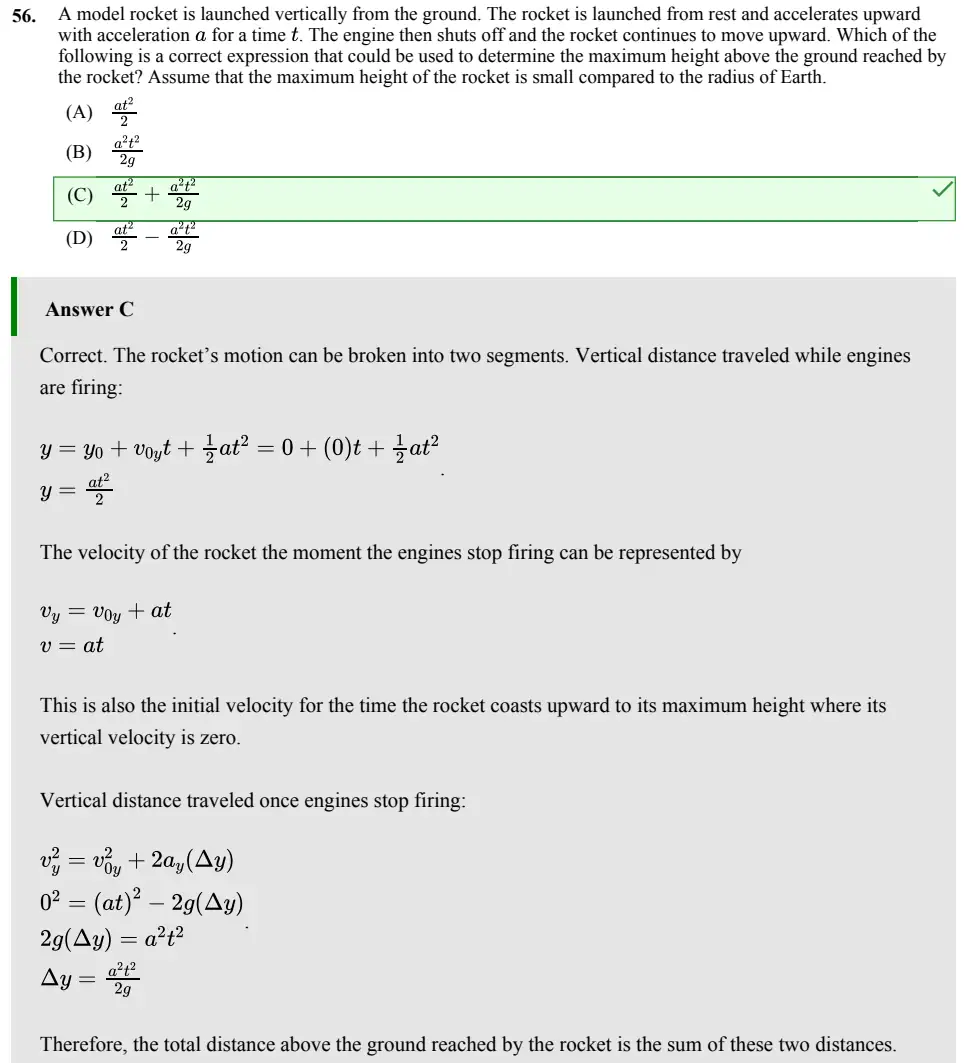 56. A model rocket is launched vertically from the ground. The rocket is launched from rest and accelerates upward
with acceleration a for a time t. The engine then shuts off and the rocket continues to move upward. Which of the
following is a correct expression that could be used to determine the maximum height above the ground reached by
the rocket? Assume that the maximum height of the rocket is small compared to the radius of Earth.
(A) at²/2
(B) a²t²/2g
(C) at²/2 + a²t²/2g
(D) at²/2 − a²t²/2g
Answer C
Correct. The rocket’s motion can be broken into two segments. Vertical distance traveled while engines
are firing:
y = y₀ + v₀yt + ½at² = 0 + (0)t + ½at²
y = at²/2
.
The velocity of the rocket the moment the engines stop firing can be represented by
vy = v₀y + at
v = at
.
This is also the initial velocity for the time the rocket coasts upward to its maximum height where its
vertical velocity is zero.
Vertical distance traveled once engines stop firing:
vy² = v₀y² + 2ay(Δy)
0² = (at)² − 2g(Δy)
2g(Δy) = a²t²
Δy = a²t²/2g
.
Therefore, the total distance above the ground reached by the rocket is the sum of these two distances.